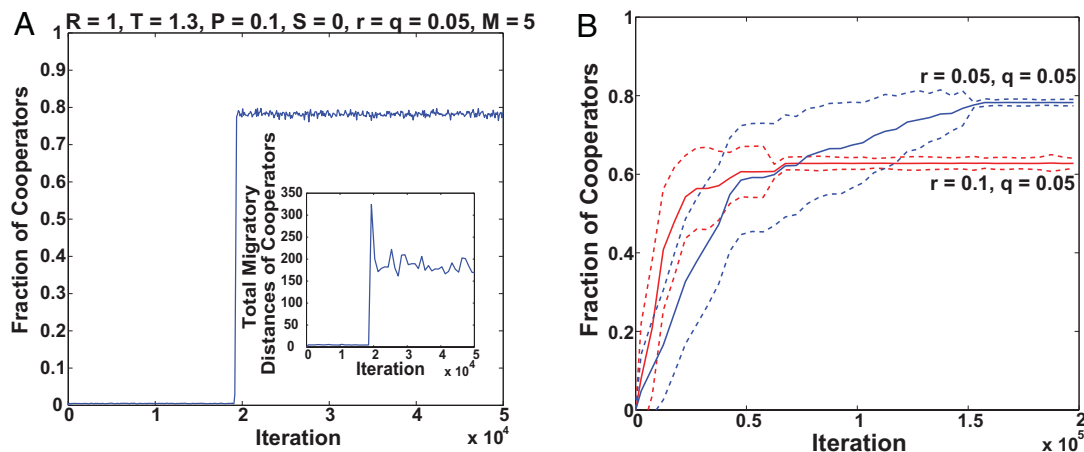 A
R = 1, T = 1.3, P = 0.1, S = 0, r = q = 0.05, M = 5
Fraction of Cooperators
1
0.9
0.8
0.7
0.6
0.5
0.4
0.3
0.2
0.1
0
0
1
2
3
4
5
x 10^4
Iteration
Total Migratory
Distances of Cooperators
350
300
250
200
150
100
50
0
0
1
2
3
4
5
x 10^4
Iteration
B
Fraction of Cooperators
1
0.8
0.6
0.4
0.2
0
0
0.5
1
1.5
2
x 10^5
Iteration
r = 0.05, q = 0.05
r = 0.1, q = 0.05